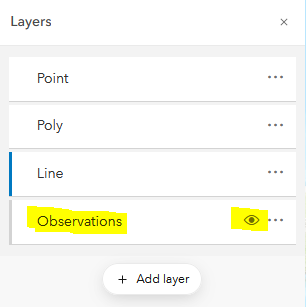 Layers
Point
Poly
Line
Observations
Add layer